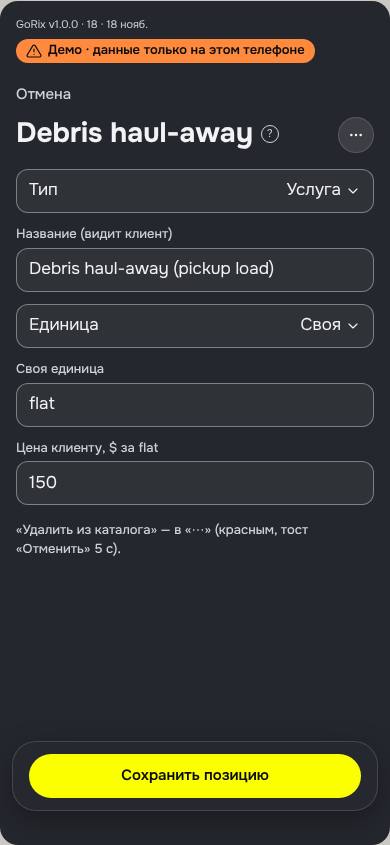 GoRix v1.0.0 · 18 · 18 нояб.
Демо · данные только на этом телефоне
Отмена
Debris haul-away ?
Тип Услуга
Название (видит клиент)
Debris haul-away (pickup load)
Единица Своя
Своя единица
flat
Цена клиенту, $ за flat
150
«Удалить из каталога» — в «···» (красным, тост
«Отменить» 5 с).
Сохранить позицию